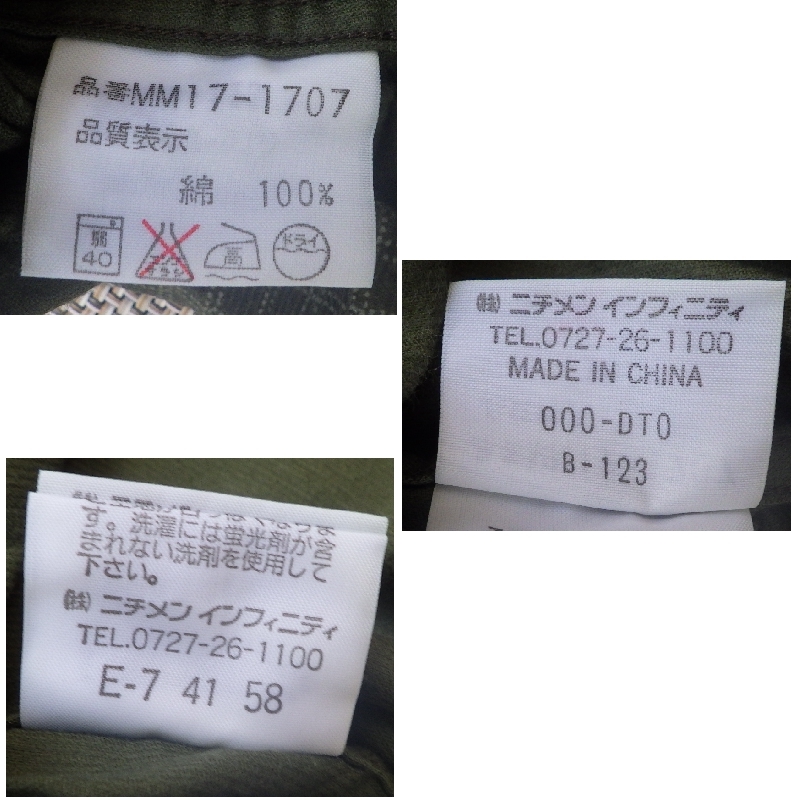 品番MM17-1707
品質表示
綿 100%
弱
40
高
ドライ
㈱ ニチメン インフィニティ
TEL.0727-26-1100
MADE IN CHINA
000-DT0
B-123
す。洗濯には蛍光剤が含
まれない洗剤を使用して
下さい。
㈱ ニチメン インフィニティ
TEL.0727-26-1100
E-7 41 58